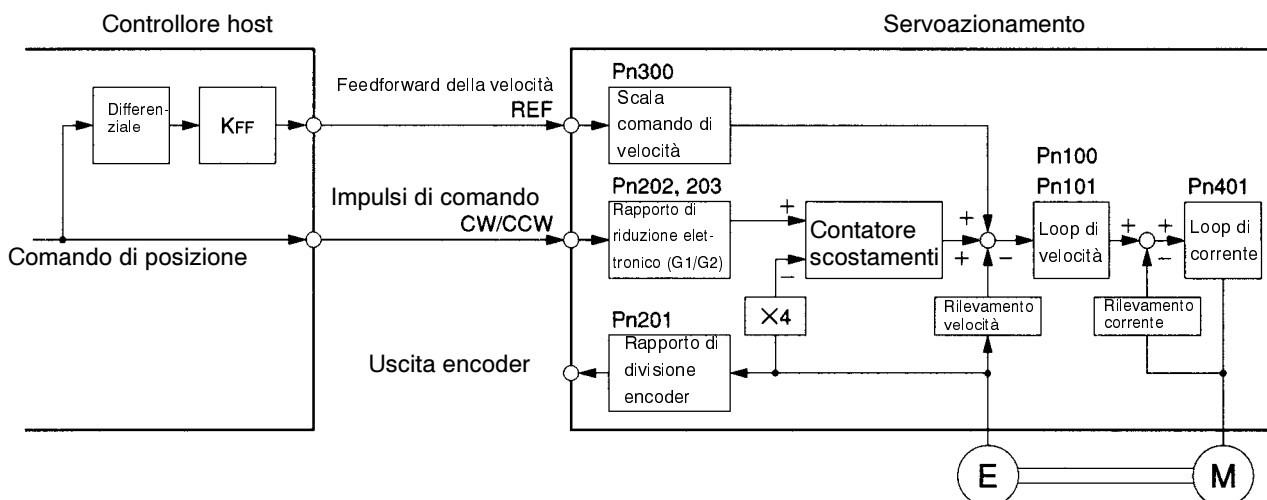 Controllore host
Servoazionamento
Differen-
ziale
KFF
Feedforward della velocità
REF
Pn300
Scala
comando di
velocità
Impulsi di comando
CW/CCW
Comando di posizione
Pn202, 203
Rapporto di
riduzione elet-
tronico (G1/G2)
+
−
Contatore
scostamenti
+
+
−
Pn100
Pn101
Loop di
velocità
+
−
Pn401
Loop di
corrente
×4
Rilevamento
velocità
Rilevamento
corrente
Uscita encoder
Pn201
Rapporto di
divisione
encoder
E
M